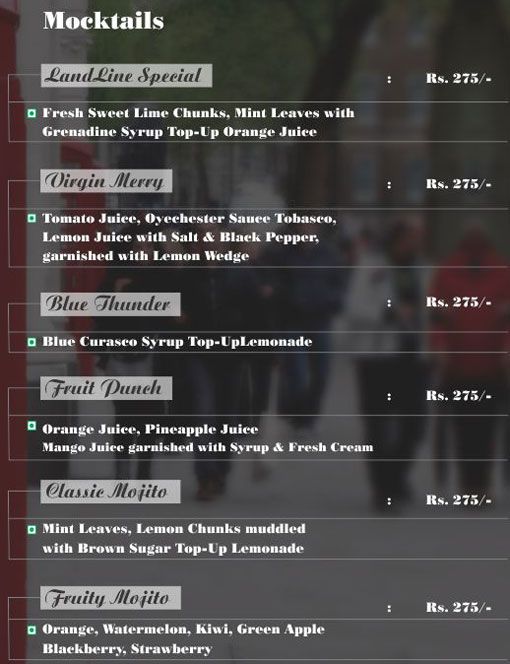 Mocktails
LandLine Special : Rs. 275/-
Fresh Sweet Lime Chunks, Mint Leaves with
Grenadine Syrup Top-Up Orange Juice
Virgin Merry : Rs. 275/-
Tomato Juice, Oyechester Sauce Tobasco,
Lemon Juice with Salt & Black Pepper,
garnished with Lemon Wedge
Blue Thunder : Rs. 275/-
Blue Curasco Syrup Top-UpLemonade
Fruit Punch : Rs. 275/-
Orange Juice, Pineapple Juice
Mango Juice garnished with Syrup & Fresh Cream
Classic Mojito : Rs. 275/-
Mint Leaves, Lemon Chunks muddled
with Brown Sugar Top-Up Lemonade
Fruity Mojito : Rs. 275/-
Orange, Watermelon, Kiwi, Green Apple
Blackberry, Strawberry